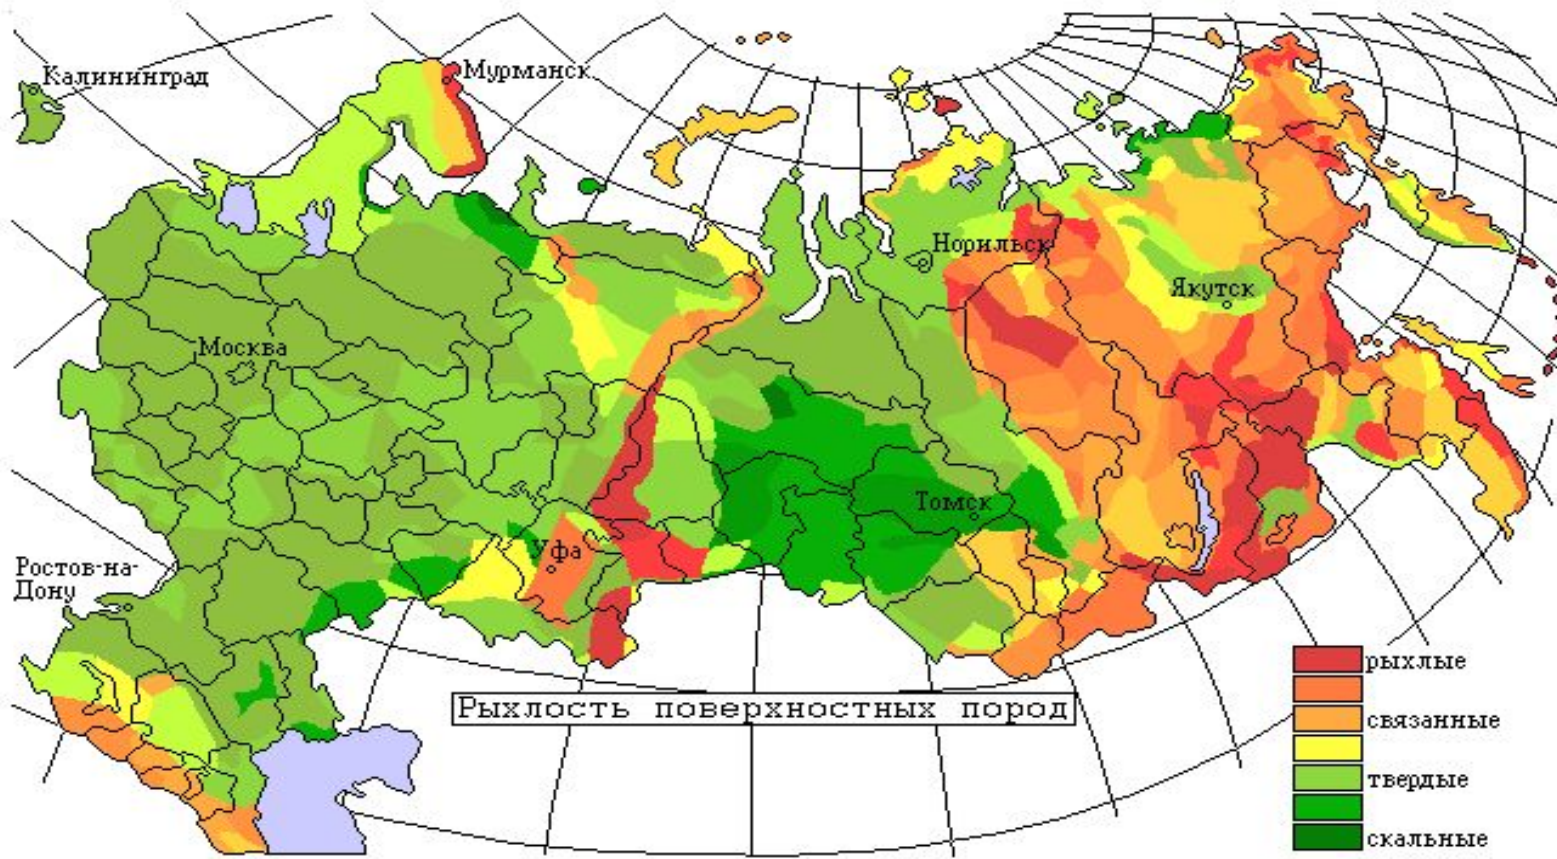 Калининград
Мурманск
Норильск
Якутск
Москва
Томск
Уфа
Ростов-на-
Дону
рыхлые
Рыхлость поверхностных пород
связанные
твердые
скальные